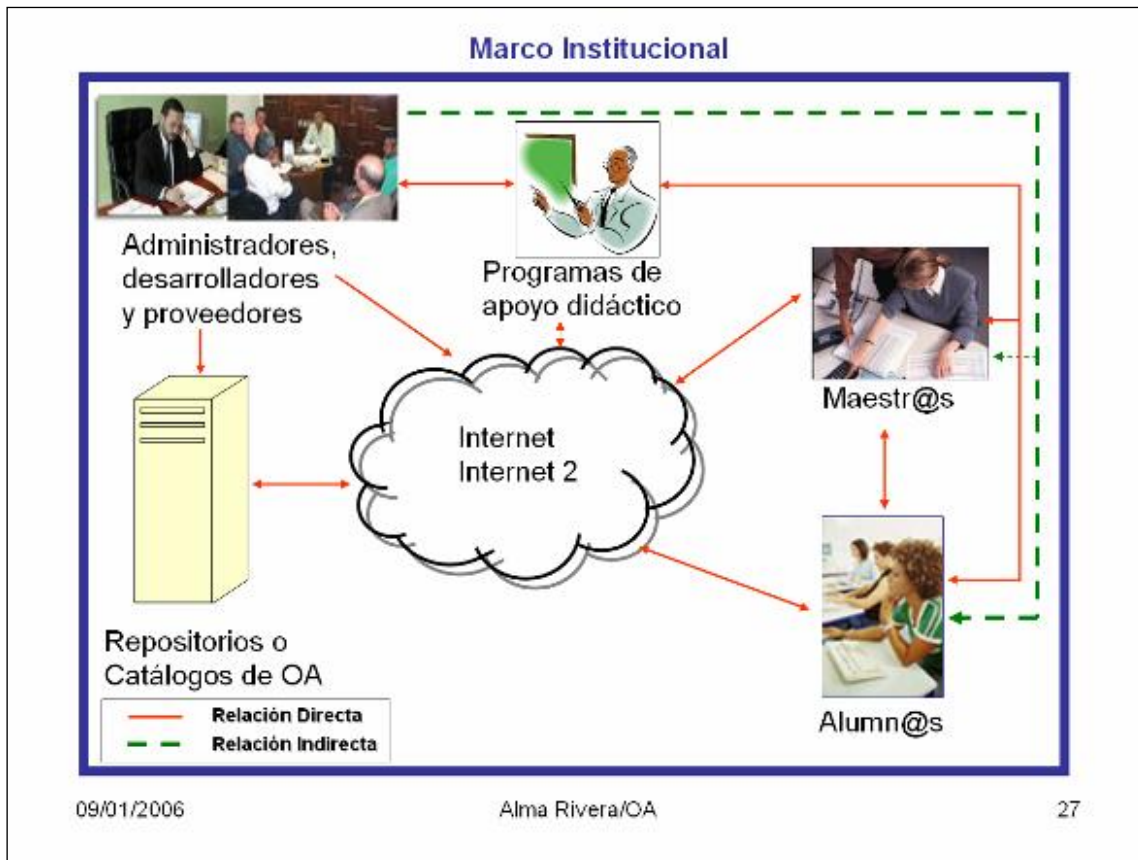 Marco Institucional
Administradores,
desarrolladores
y proveedores
Programas de
apoyo didáctico
Maestr@s
Internet
Internet 2
Repositorios o
Catálogos de OA
Alumn@s
Relación Directa
Relación Indirecta
09/01/2006
Alma Rivera/OA
27